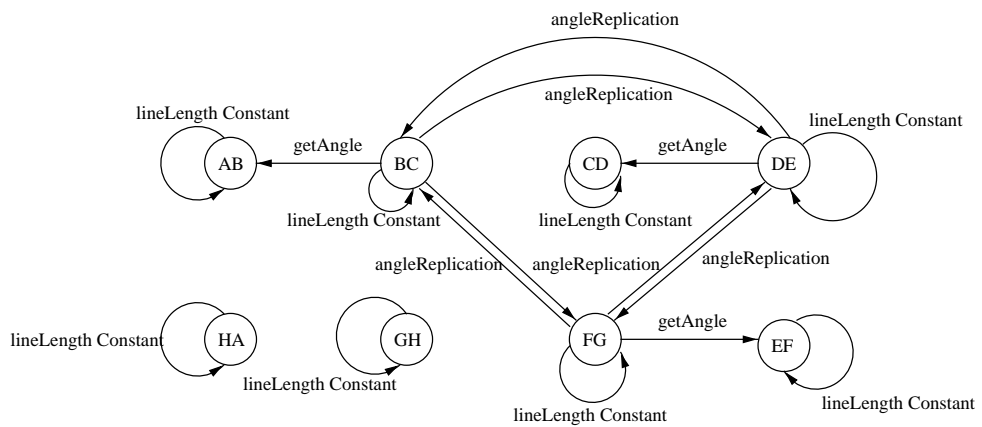 angleReplication
angleReplication
lineLength Constant
lineLength Constant
getAngle
getAngle
AB
BC
CD
DE
lineLength Constant
lineLength Constant
angleReplication
angleReplication
angleReplication
getAngle
lineLength Constant
HA
GH
FG
EF
lineLength Constant
lineLength Constant
lineLength Constant